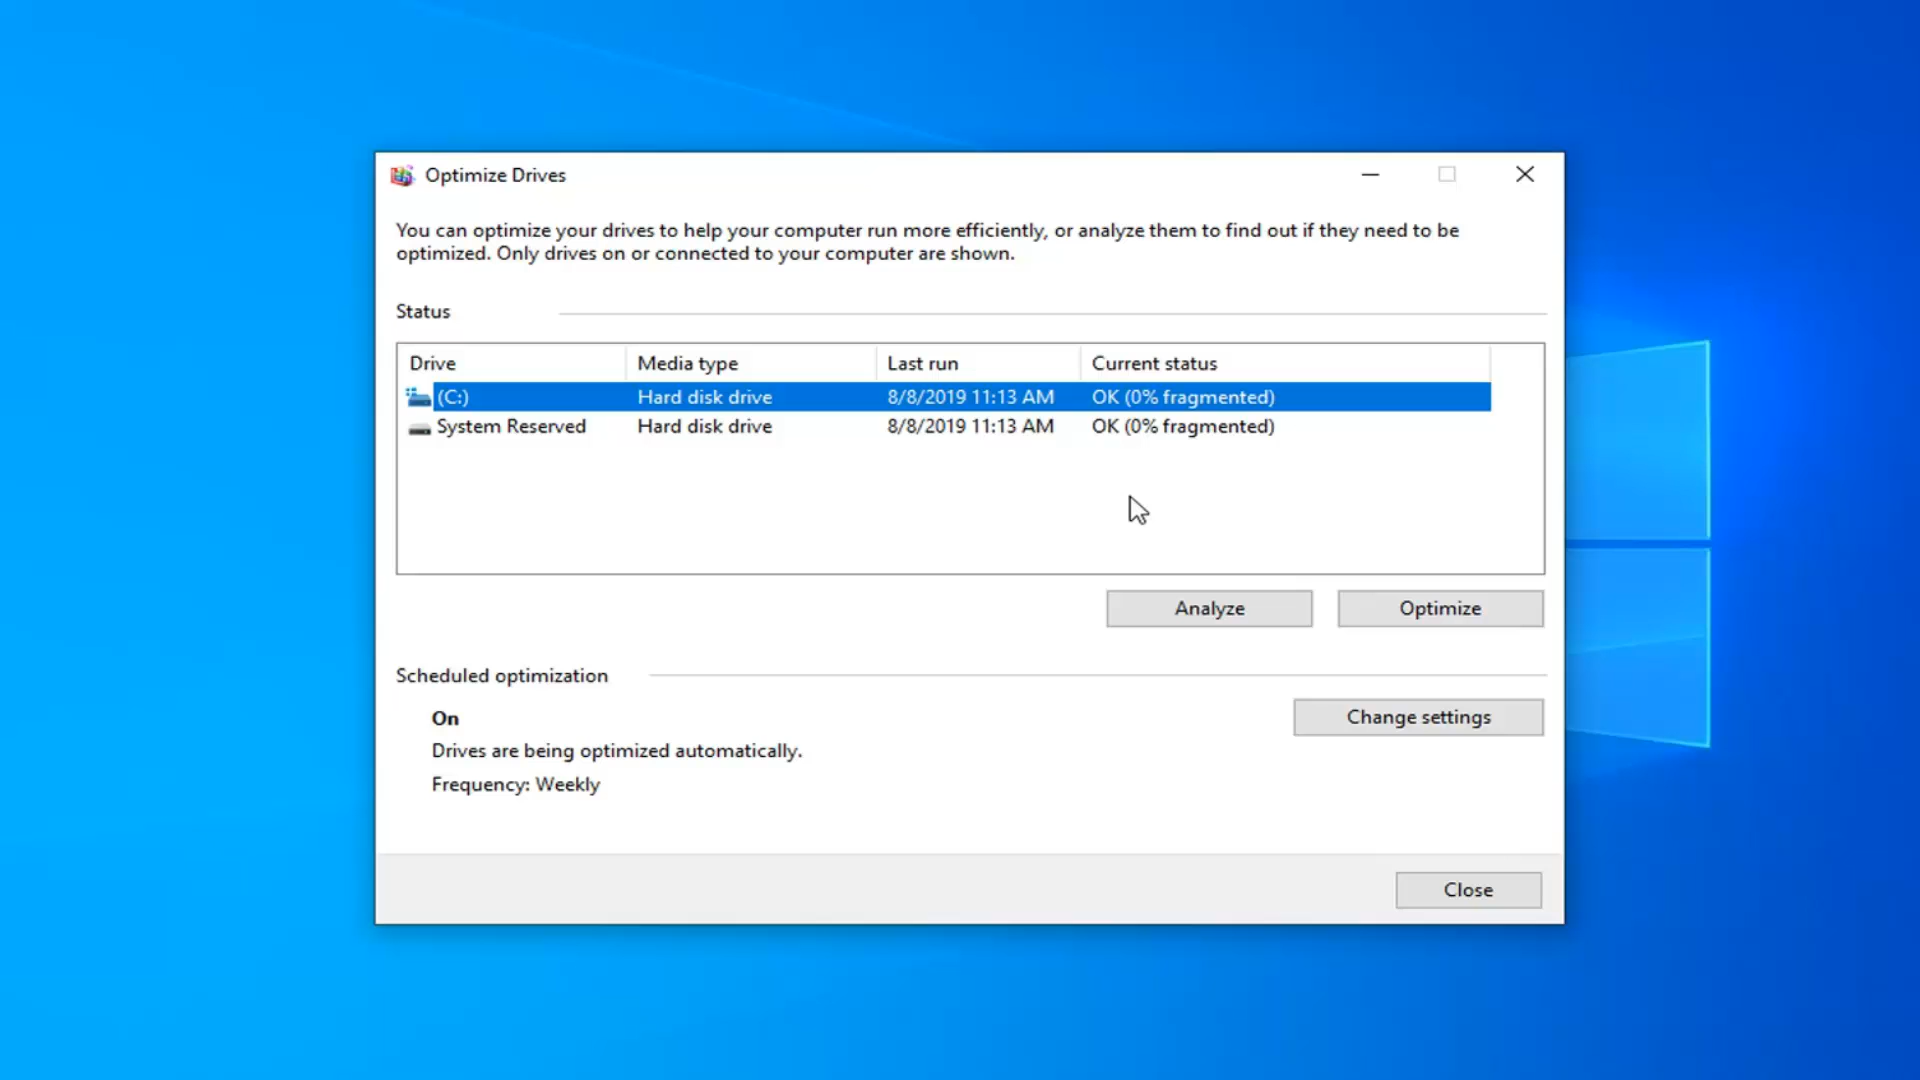 Optimize Drives
You can optimize your drives to help your computer run more efficiently, or analyze them to find out if they need to be
optimized. Only drives on or connected to your computer are shown.
Status
Drive Media type Last run Current status
(C:) Hard disk drive 8/8/2019 11:13 AM OK (0% fragmented)
System Reserved Hard disk drive 8/8/2019 11:13 AM OK (0% fragmented)
Analyze Optimize
Scheduled optimization
On
Change settings
Drives are being optimized automatically.
Frequency: Weekly
Close